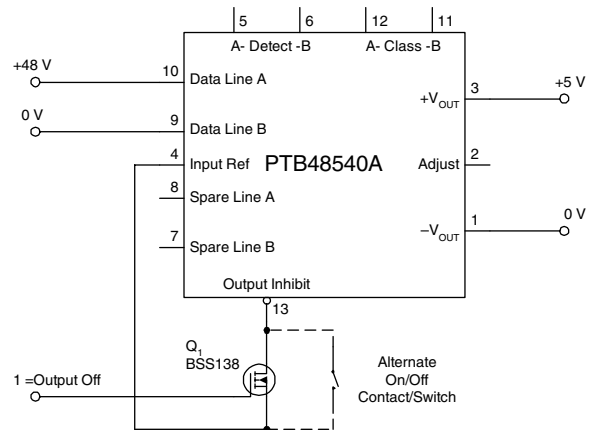 5 6 12 11
A- Detect -B A- Class -B
+48 V
10 Data Line A
3
+V_OUT
+5 V
0 V
9 Data Line B
4 Input Ref
PTB48540A
Adjust 2
8 Spare Line A
7 Spare Line B
1
–V_OUT
0 V
Output Inhibit
13
Q1
BSS138
1 =Output Off
Alternate
On/Off
Contact/Switch